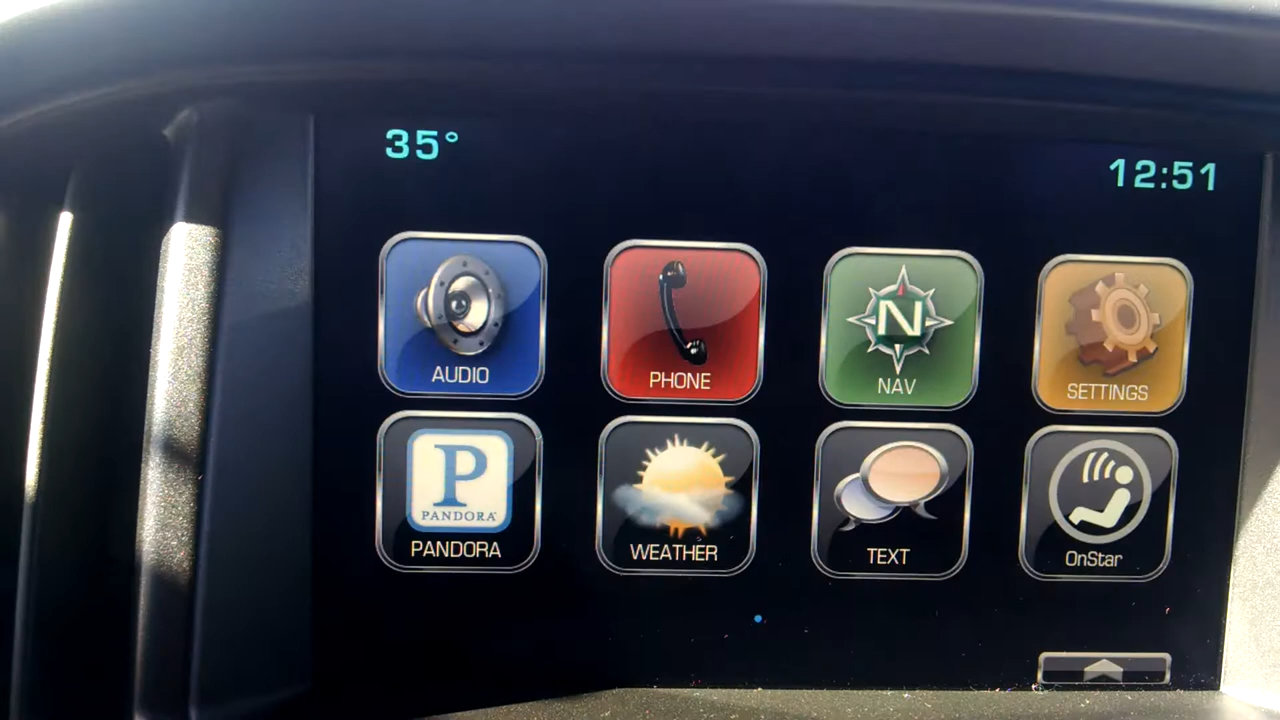 35°
12:51
AUDIO
PHONE
N
NAV
SETTINGS
P
PANDORA
PANDORA
WEATHER
TEXT
OnStar